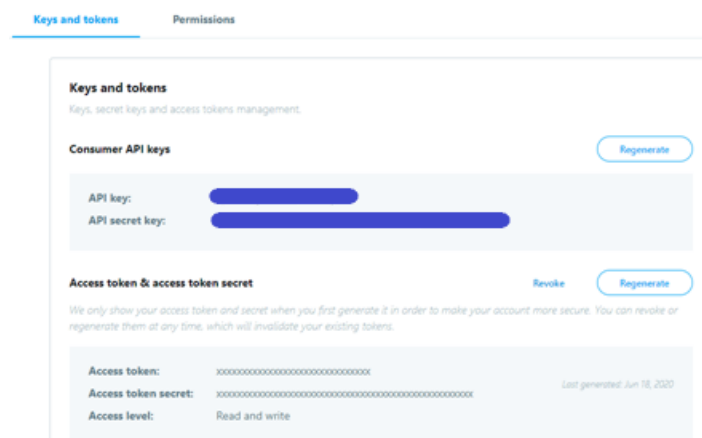 Keys and tokens Permissions
Keys and tokens
Keys, secret keys and access tokens management.
Consumer API keys Regenerate
API key:
API secret key:
Access token & access token secret Revoke Regenerate
We only show your access token and secret when you first generate it in order to make your account more secure. You can revoke or
regenerate them at any time, which will invalidate your existing tokens.
Access token: xxxxxxxxxxxxxxxxxxxxxxxxxxxxxx
Last generated: Jun 18, 2020
Access token secret: xxxxxxxxxxxxxxxxxxxxxxxxxxxxxxxxxxxxxxxxxxxxxxxxxx
Access level: Read and write